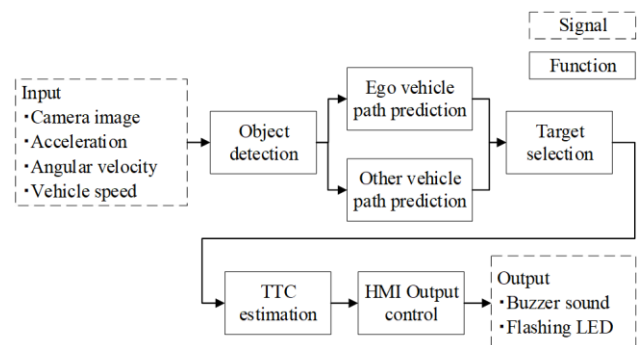 Signal
Function
Input
・Camera image
・Acceleration
・Angular velocity
・Vehicle speed
Object
detection
Ego vehicle
path prediction
Other vehicle
path prediction
Target
selection
TTC
estimation
HMI Output
control
Output
・Buzzer sound
・Flashing LED